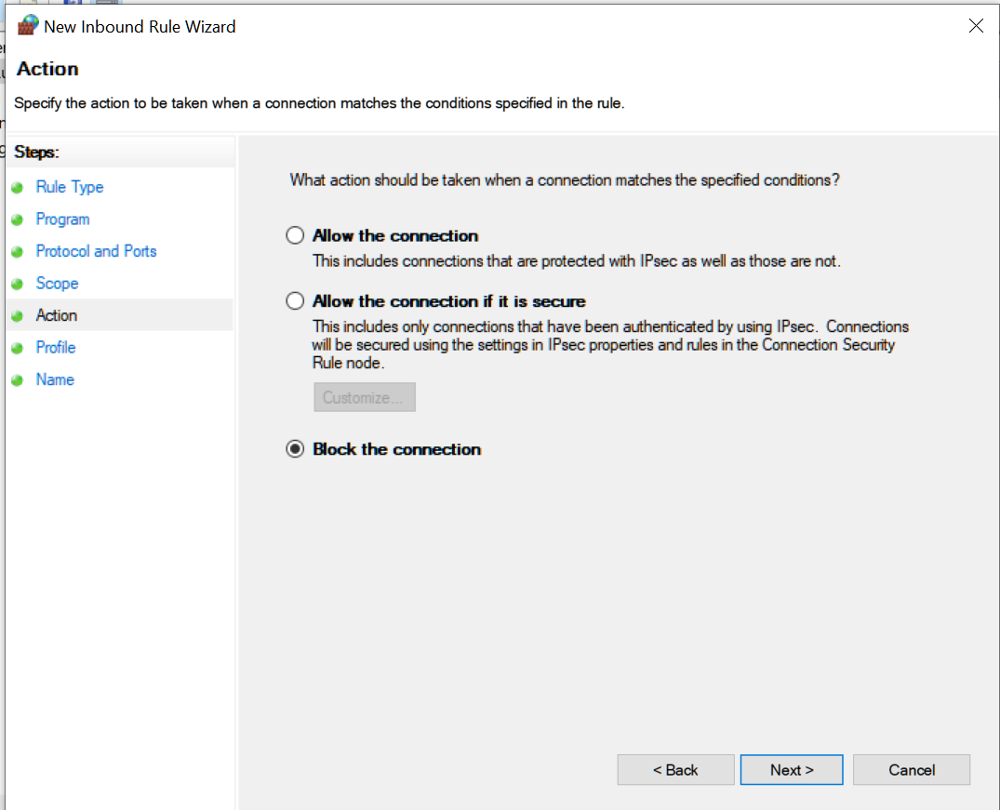 New Inbound Rule Wizard
Action
Specify the action to be taken when a connection matches the conditions specified in the rule.
Steps:
Rule Type
Program
Protocol and Ports
Scope
Action
Profile
Name
What action should be taken when a connection matches the specified conditions?
Allow the connection
This includes connections that are protected with IPsec as well as those are not.
Allow the connection if it is secure
This includes only connections that have been authenticated by using IPsec. Connections
will be secured using the settings in IPsec properties and rules in the Connection Security
Rule node.
Customize...
Block the connection
< Back
Next >
Cancel